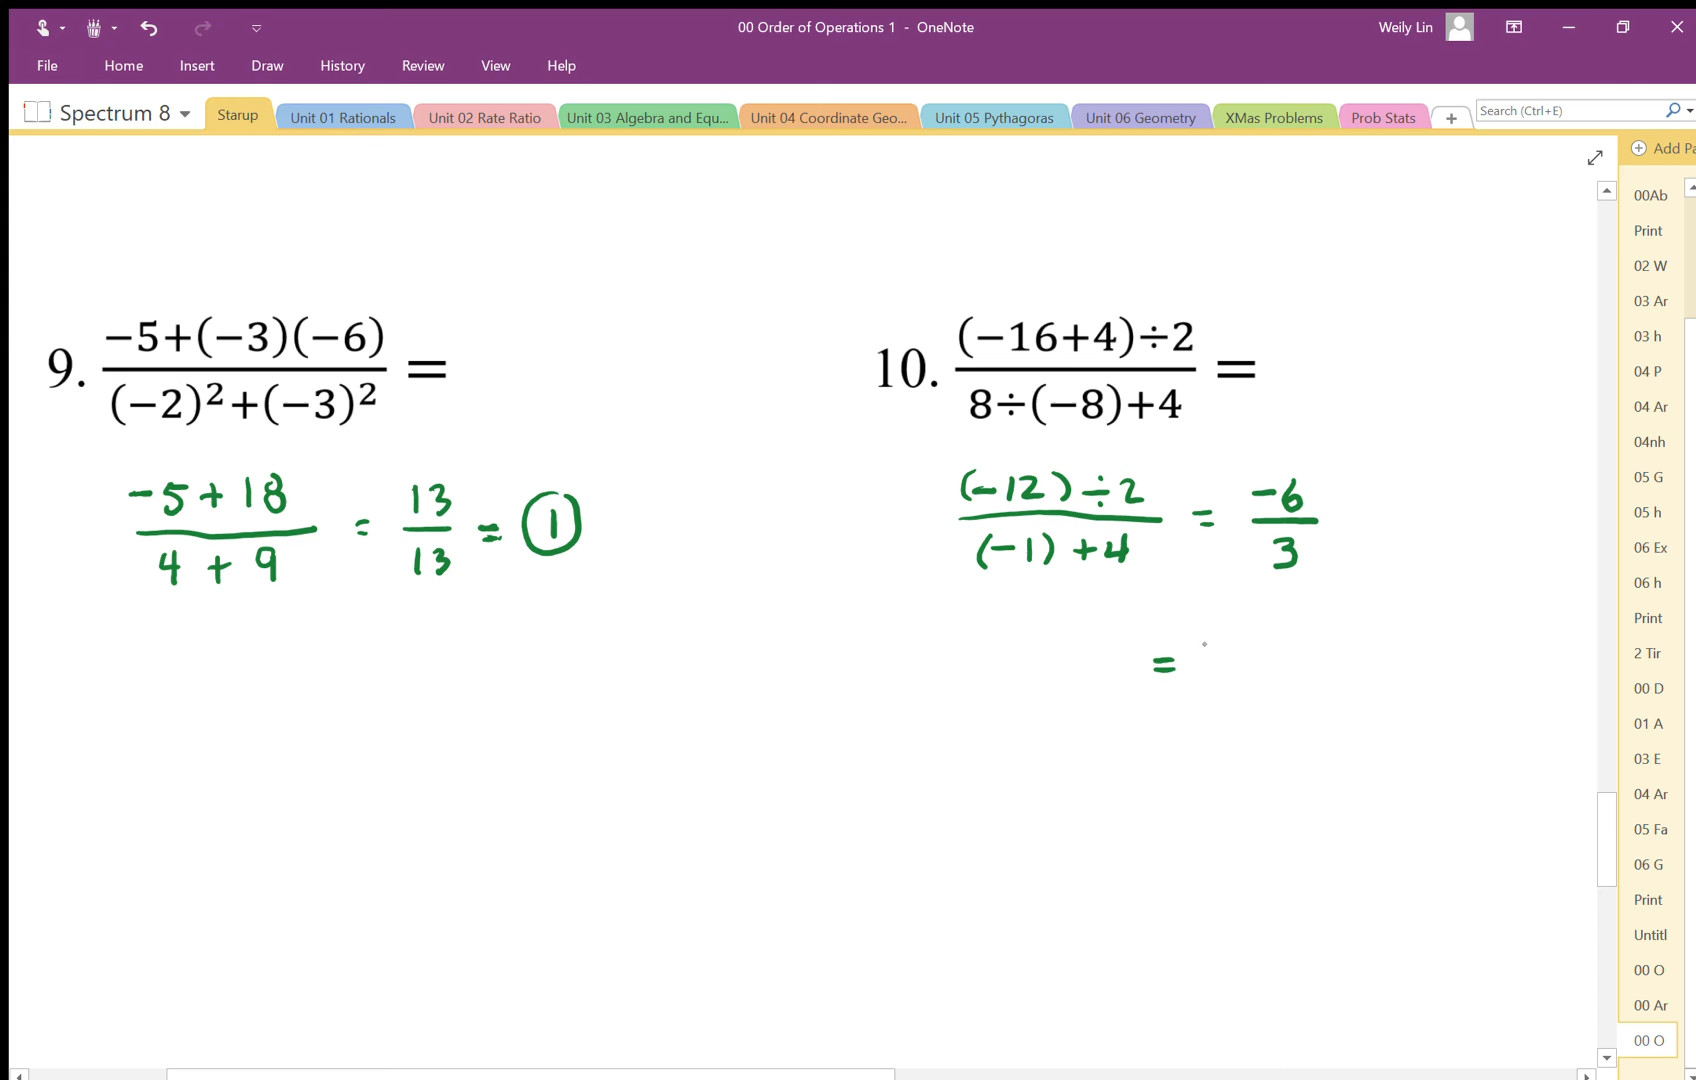 00 Order of Operations 1 - OneNote
Weily Lin
File Home Insert Draw History Review View Help
Spectrum 8
Starup
Unit 01 Rationals
Unit 02 Rate Ratio
Unit 03 Algebra and Equ...
Unit 04 Coordinate Geo...
Unit 05 Pythagoras
Unit 06 Geometry
XMas Problems
Prob Stats
+
Search (Ctrl+E)
Add Pa
9. (−5+(−3)(−6))/((−2)²+(−3)²) =
(-5 + 18)/(4 + 9) = 13/13 = 1
10. ((−16+4)÷2)/(8÷(−8)+4) =
((-12) ÷ 2)/((-1) + 4) = -6/3
=
00Ab
Print
02 W
03 Ar
03 h
04 P
04 Ar
04nh
05 G
05 h
06 Ex
06 h
Print
2 Tir
00 D
01 A
03 E
04 Ar
05 Fa
06 G
Print
Untitl
00 O
00 Ar
00 O